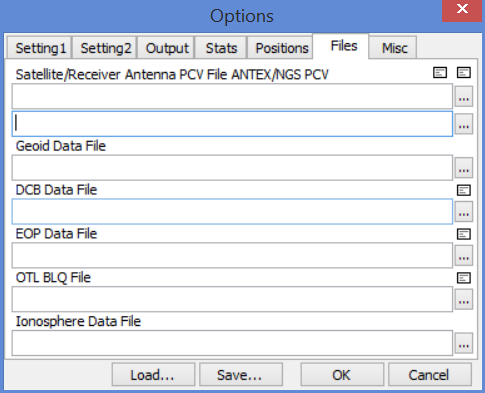 Options
Setting1 Setting2 Output Stats Positions Files Misc
Satellite/Receiver Antenna PCV File ANTEX/NGS PCV
...
...
Geoid Data File
...
DCB Data File
...
EOP Data File
...
OTL BLQ File
...
Ionosphere Data File
...
Load... Save... OK Cancel